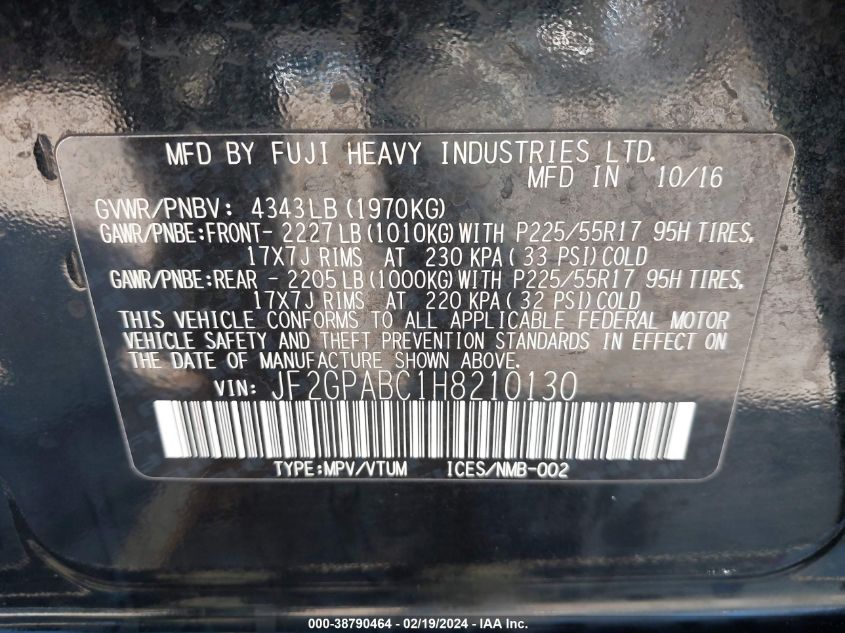 MFD BY FUJI HEAVY INDUSTRIES LTD.
MFD IN 10/16
GVWR/PNBV: 4343LB (1970KG)
GAWR/PNBE:FRONT- 2227 LB (1010KG) WITH P225/55R17 95H TIRES,
17X7J RIMS AT 230 KPA ( 33 PSI) COLD
GAWR/PNBE:REAR - 2205 LB (1000KG) WITH P225/55R17 95H TIRES,
17X7J RIMS AT 220 KPA ( 32 PSI) COLD
THIS VEHICLE CONFORMS TO ALL APPLICABLE FEDERAL MOTOR
VEHICLE SAFETY AND THEFT PREVENTION STANDARDS IN EFFECT ON
THE DATE OF MANUFACTURE SHOWN ABOVE.
VIN: JF2GPABC1H8210130
TYPE:MPV/VTUM ICES/NMB-002
000-38790464 - 02/19/2024 - IAA Inc.